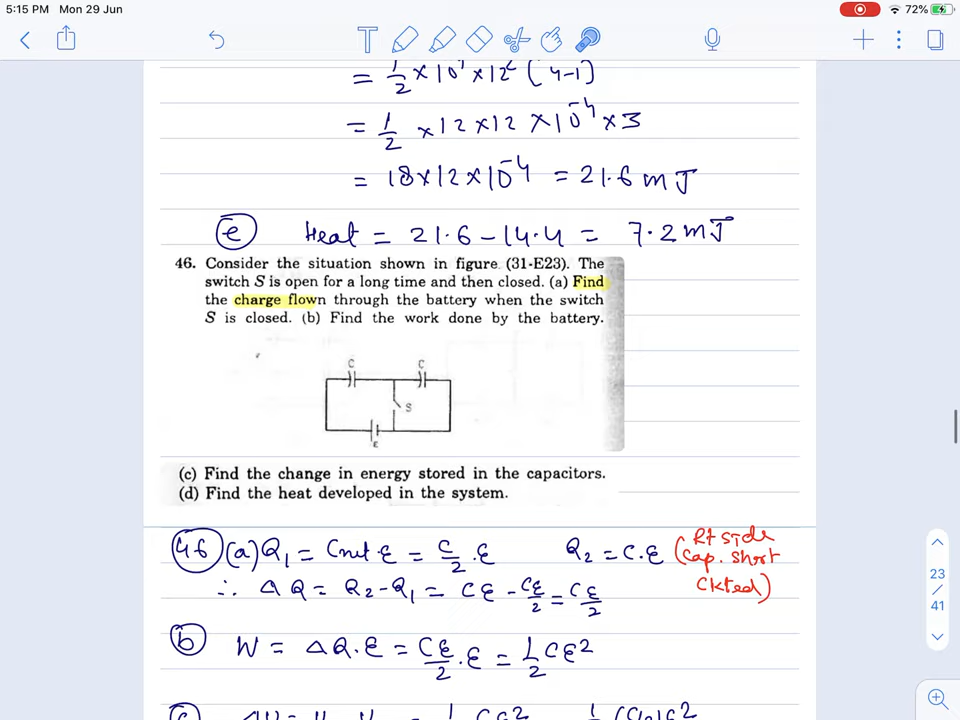 5:15 PM Mon 29 Jun
72%
= 1/2 × 10⁴ × 12² (4-1)
= 1/2 × 12 × 12 × 10⁻⁴ × 3
= 18 × 12 × 10⁻⁴ = 21.6 mJ
(e) Heat = 21.6 - 14.4 = 7.2 mJ
46. Consider the situation shown in figure (31-E23). The
switch S is open for a long time and then closed. (a) Find
the charge flown through the battery when the switch
S is closed. (b) Find the work done by the battery.
C C
S
ε
(c) Find the change in energy stored in the capacitors.
(d) Find the heat developed in the system.
46 (a) Q₁ = Cnet ε = C/2 . ε Q₂ = C.ε (Rt side
cap. short
cktted)
∴ ΔQ = Q₂ - Q₁ = Cε - Cε/2 = Cε/2
(b) W = ΔQ.ε = Cε/2 . ε = 1/2 Cε²
23
/
41